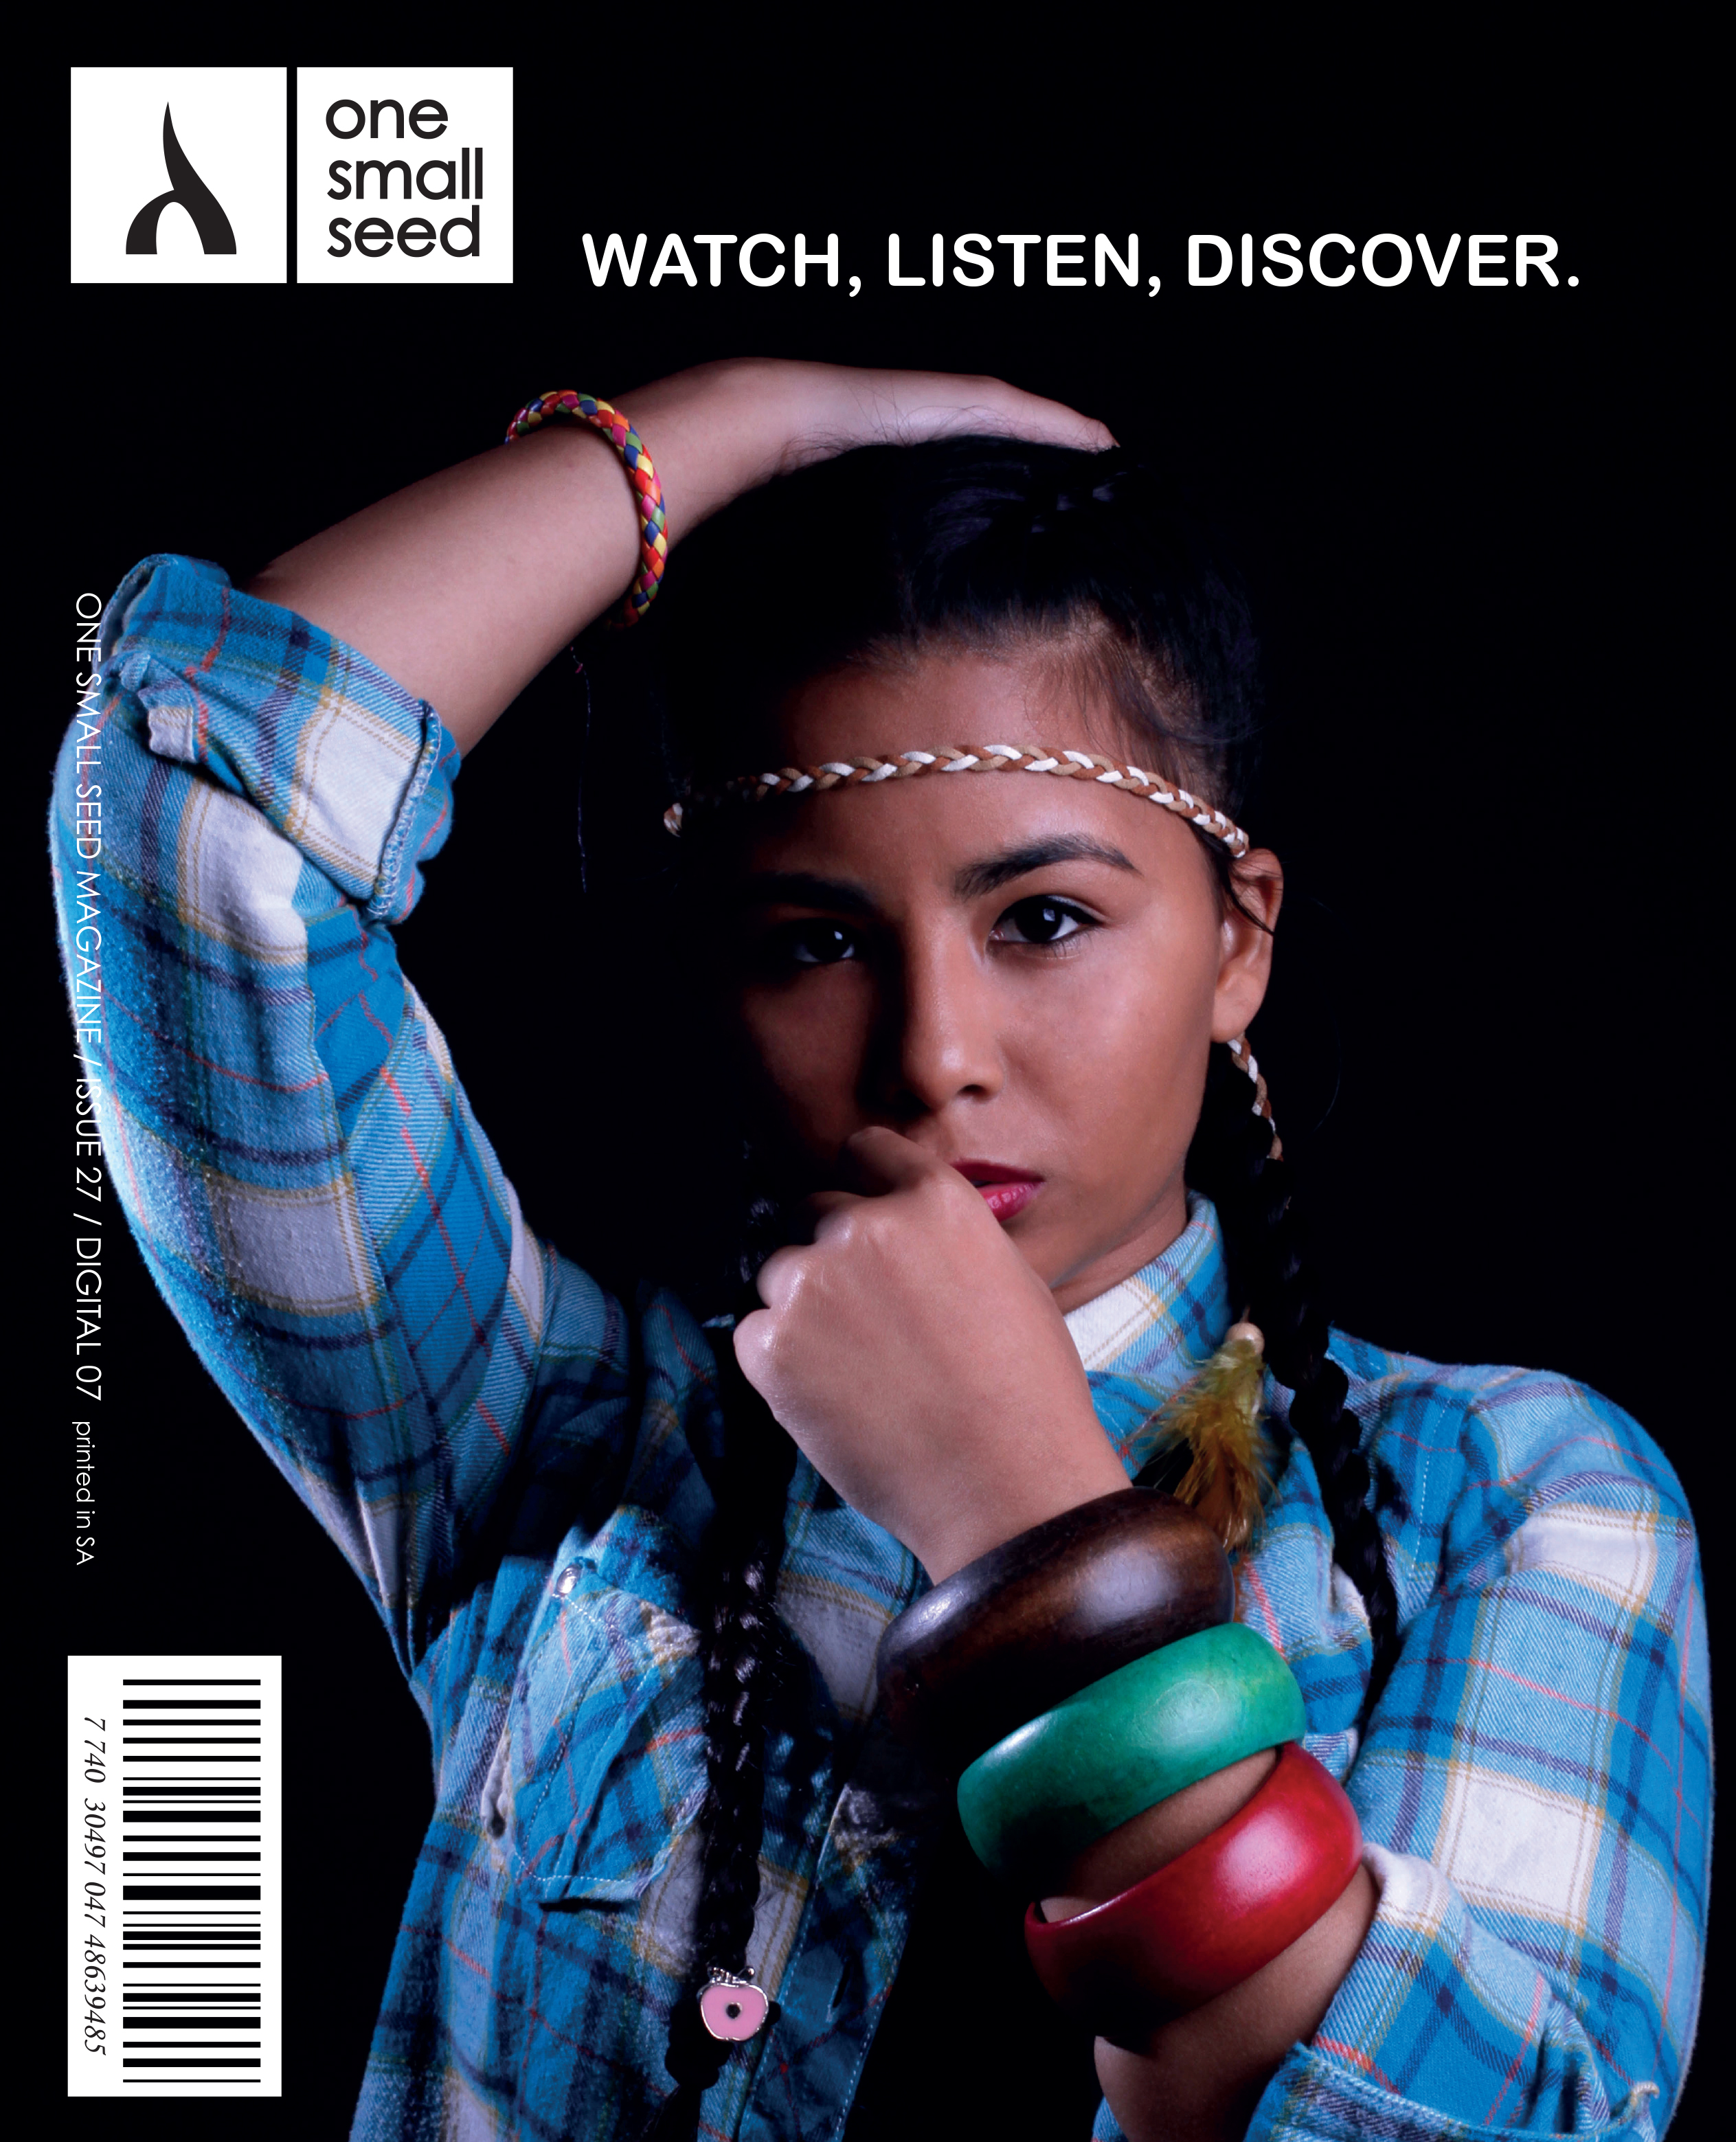 one
small
seed
WATCH, LISTEN, DISCOVER.
ONE SMALL SEED MAGAZINE / ISSUE 27 / DIGITAL 07 printed in SA
7 740 30497 047 48639485